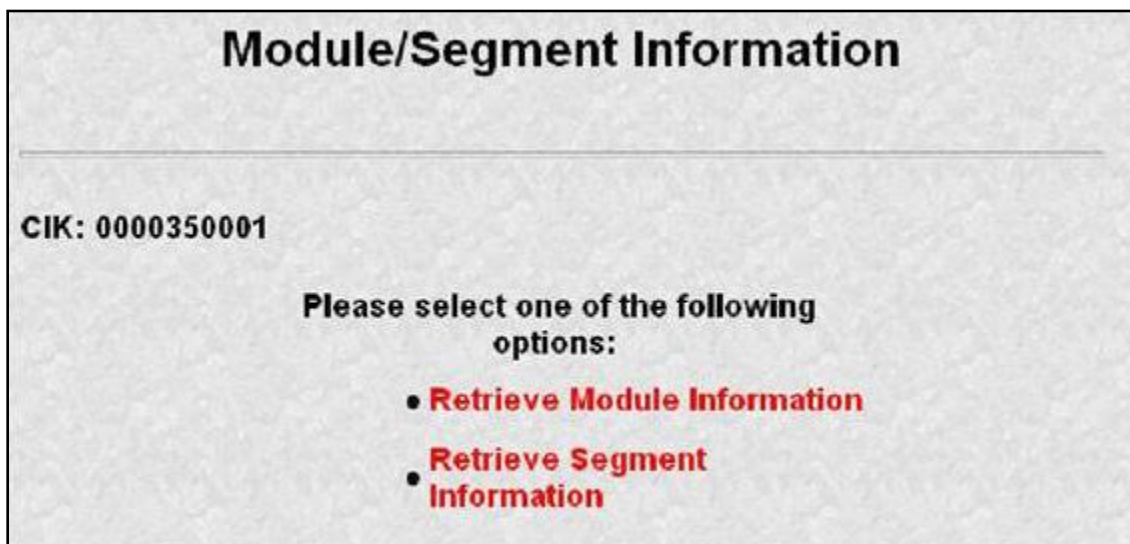 Module/Segment Information
CIK: 0000350001
Please select one of the following
options:
• Retrieve Module Information
• Retrieve Segment
Information